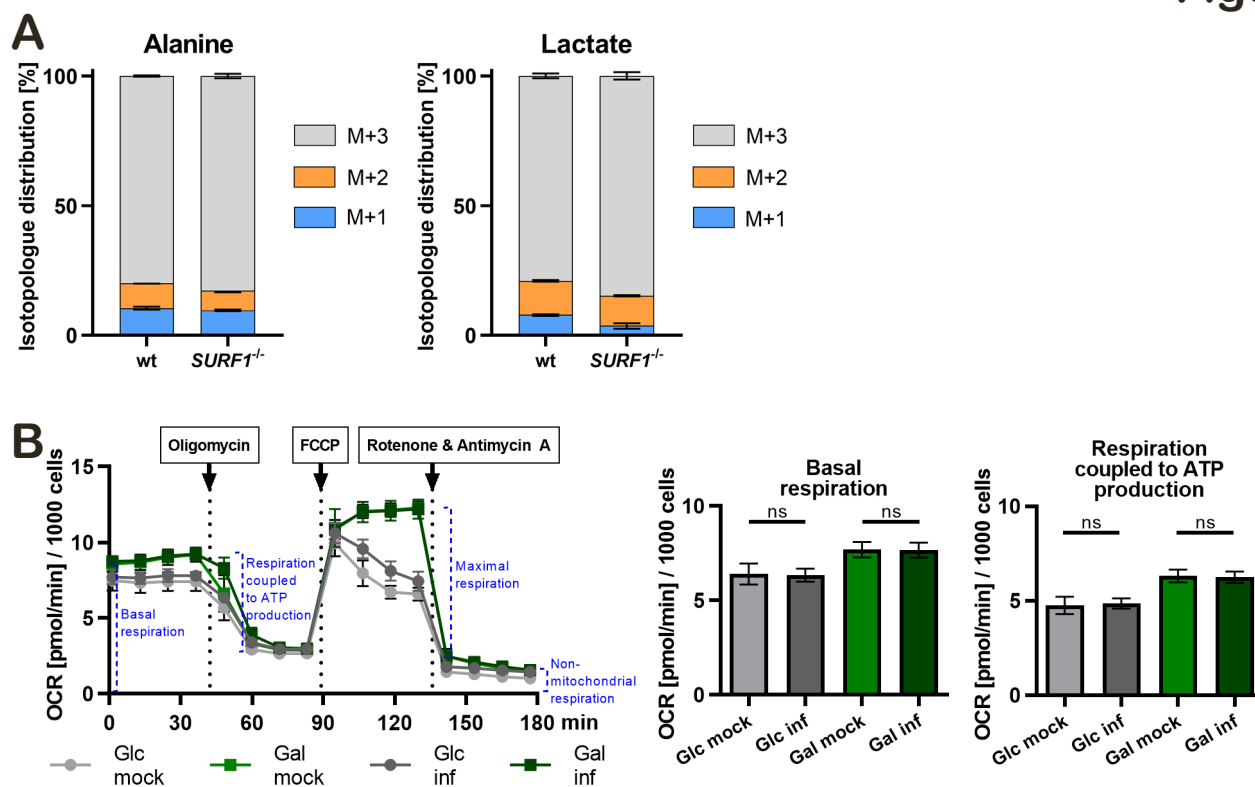 Fig
A
Alanine
Isotopologue distribution [%]
100
50
0
wt
SURF1-/-
M+3
M+2
M+1
Lactate
Isotopologue distribution [%]
100
50
0
wt
SURF1-/-
M+3
M+2
M+1
B
Oligomycin
FCCP
Rotenone & Antimycin A
OCR [pmol/min] / 1000 cells
15
10
5
0
Basal
respiration
Respiration
coupled
to ATP
production
Maximal
respiration
Non-
mitochondrial
respiration
0
30
60
90
120
150
180
min
Glc
mock
Gal
mock
Glc
inf
Gal
inf
Basal
respiration
OCR [pmol/min] / 1000 cells
10
5
0
ns
ns
Glc mock
Glc inf
Gal mock
Gal inf
Respiration
coupled to ATP
production
OCR [pmol/min] / 1000 cells
10
5
0
ns
ns
Glc mock
Glc inf
Gal mock
Gal inf